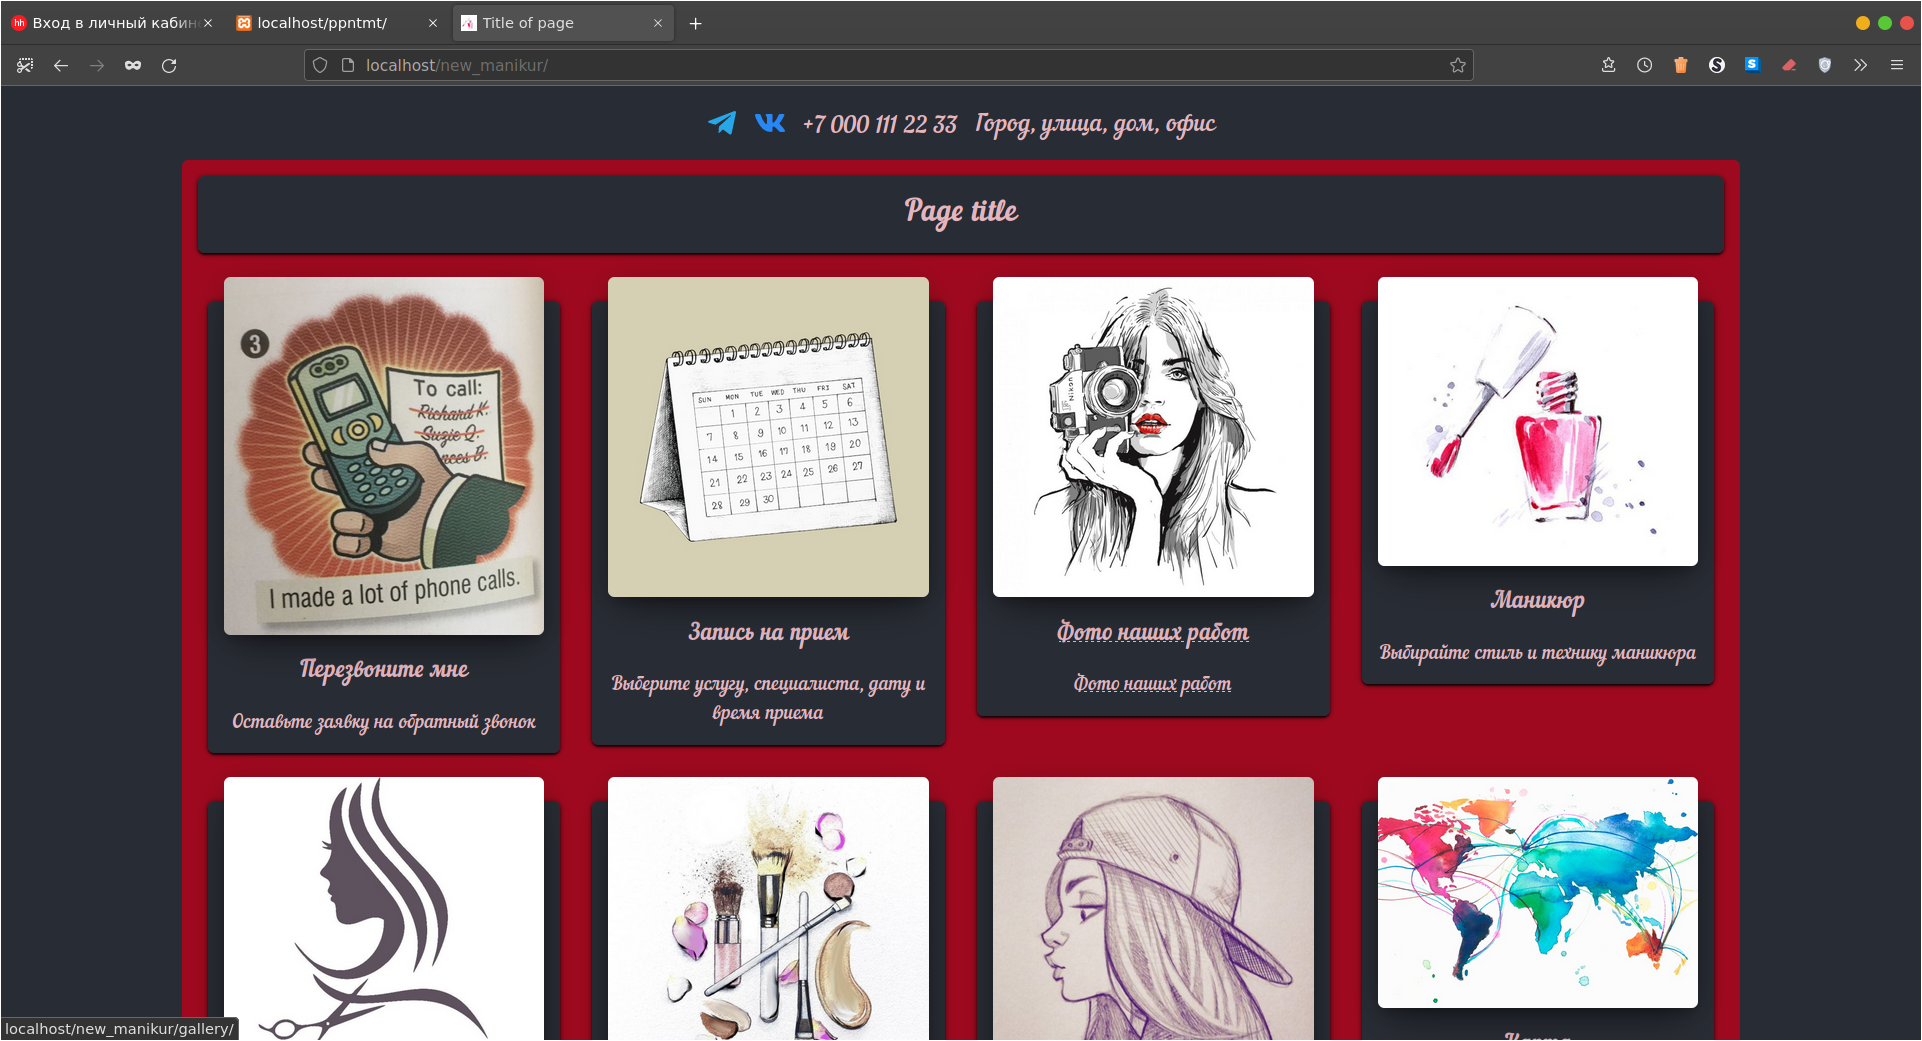 Вход в личный кабин
localhost/ppntmt/
Title of page
localhost/new_manikur/
+7 000 111 22 33 Город, улица, дом, офис
Page title
3
To call:
Richard K.
Suzie Q.
nces B.
I made a lot of phone calls.
SUN MON TUE WED THU FRI SAT
1 2 3 4 5 6
7 8 9 10 11 12 13
14 15 16 17 18 19 20
21 22 23 24 25 26 27
28 29 30
Nikon
Перезвоните мне
Оставьте заявку на обратный звонок
Запись на прием
Выберите услугу, специалиста, дату и
время приема
Фото наших работ
Фото наших работ
Маникюр
Выбирайте стиль и технику маникюра
Карта
localhost/new_manikur/gallery/